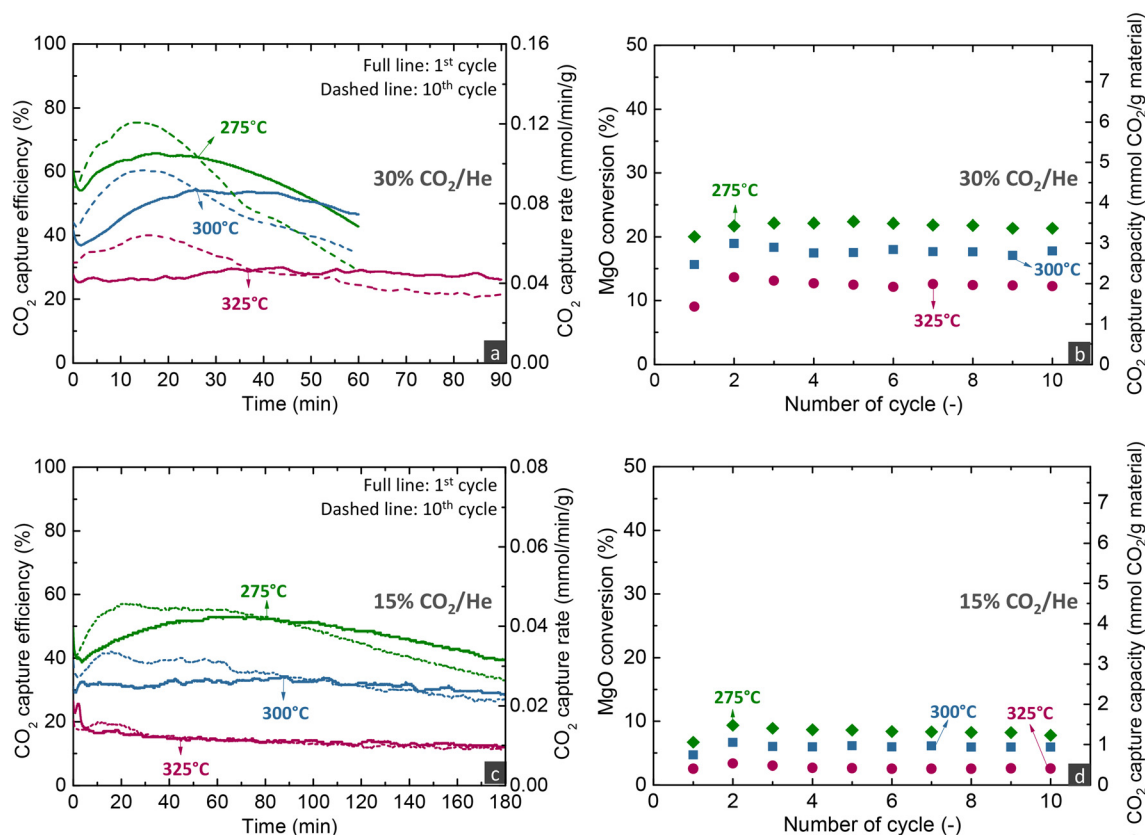 100
80
60
40
20
0
CO2 capture efficiency (%)
0 10 20 30 40 50 60 70 80 90
Time (min)
0.16
0.12
0.08
0.04
0.00
CO2 capture rate (mmol/min/g)
Full line: 1st cycle
Dashed line: 10th cycle
275°C
30% CO2/He
300°C
325°C
a
50
40
30
20
10
0
MgO conversion (%)
0 2 4 6 8 10
Number of cycle (-)
7
6
5
4
3
2
1
0
CO2 capture capacity (mmol CO2/g material)
30% CO2/He
275°C
300°C
325°C
b
100
80
60
40
20
0
CO2 capture efficiency (%)
0 20 40 60 80 100 120 140 160 180
Time (min)
0.08
0.06
0.04
0.02
0.00
CO2 capture rate (mmol/min/g)
Full line: 1st cycle
Dashed line: 10th cycle
275°C
15% CO2/He
300°C
325°C
c
50
40
30
20
10
0
MgO conversion (%)
0 2 4 6 8 10
Number of cycle (-)
7
6
5
4
3
2
1
0
CO2 capture capacity (mmol CO2/g material)
15% CO2/He
275°C
300°C
325°C
d